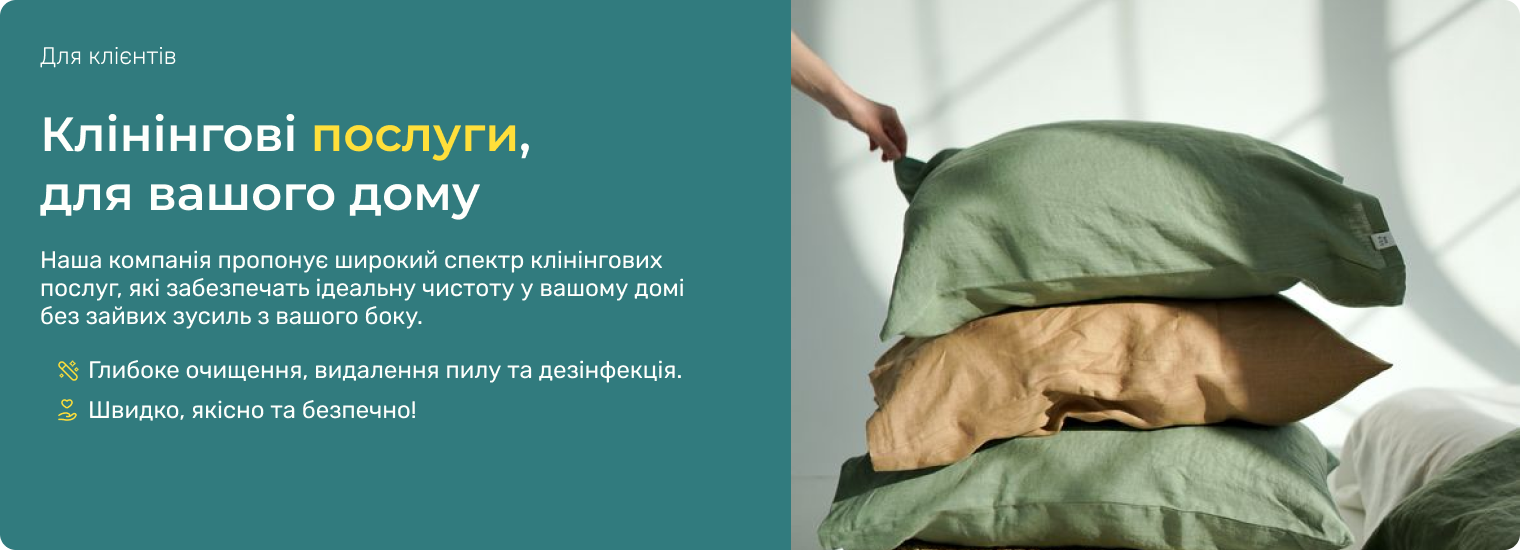 Для клієнтів
Клінінгові послуги,
для вашого дому
Наша компанія пропонує широкий спектр клінінгових
послуг, які забезпечать ідеальну чистоту у вашому домі
без зайвих зусиль з вашого боку.
Глибоке очищення, видалення пилу та дезінфекція.
Швидко, якісно та безпечно!